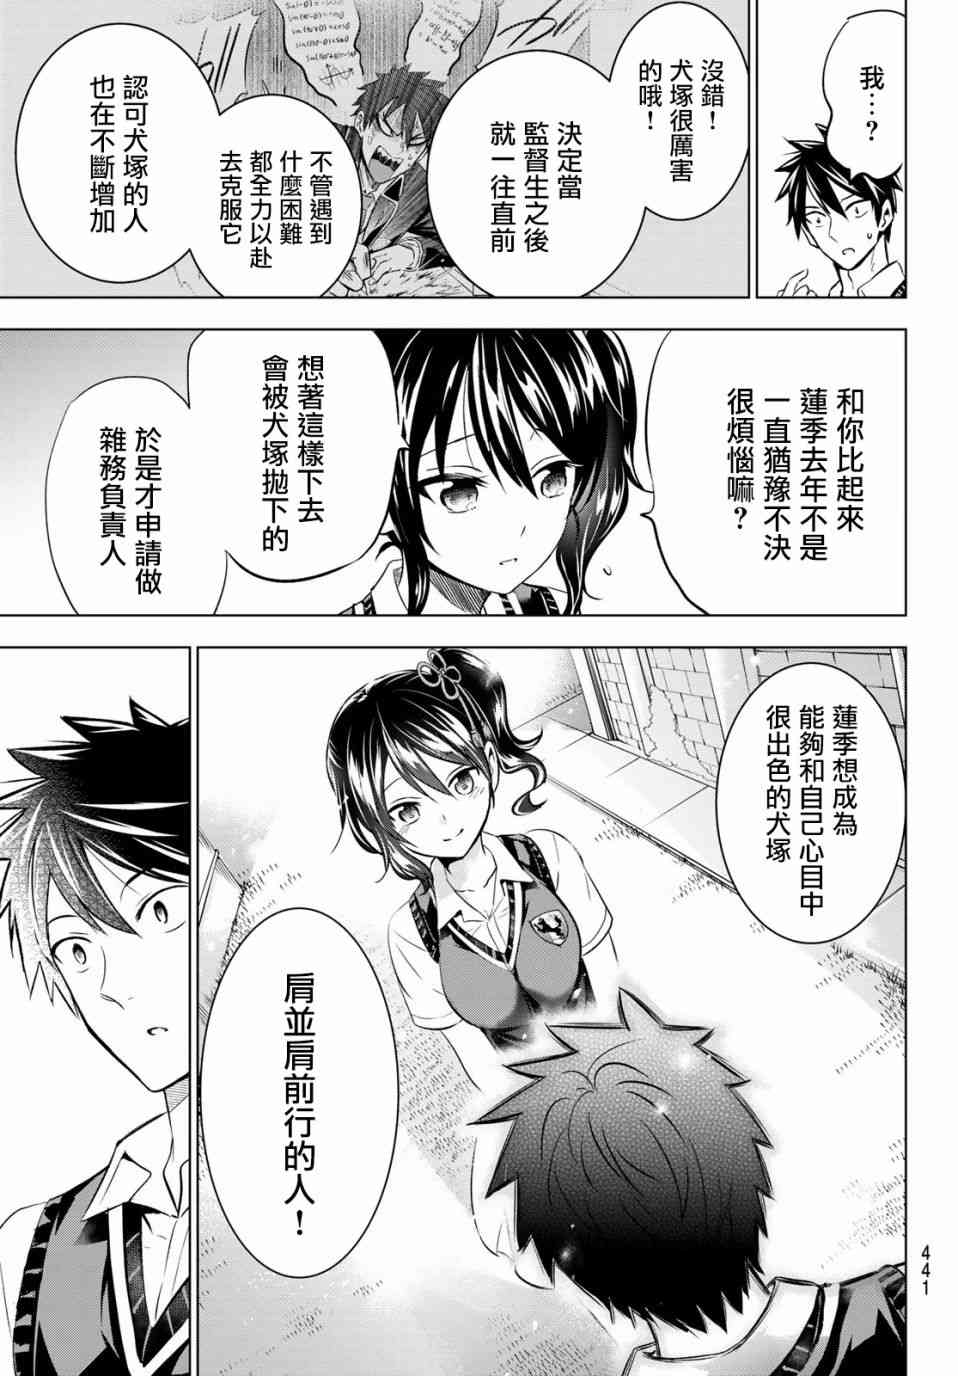 我⋯?
沒錯！
犬塚很厲害
的哦！
決定當
監督生之後
就一往直前
不管遇到
什麼困難
都全力以赴
去克服它
認可犬塚的人
也在不斷增加
和你比起來
蓮季去年不是
一直猶豫不決
很煩惱嘛？
想著這樣下去
會被犬塚拋下的
於是才申請做
雜務負責人
蓮季想成為
能夠和自己心目中
很出色的犬塚
肩並肩前行的人！
441